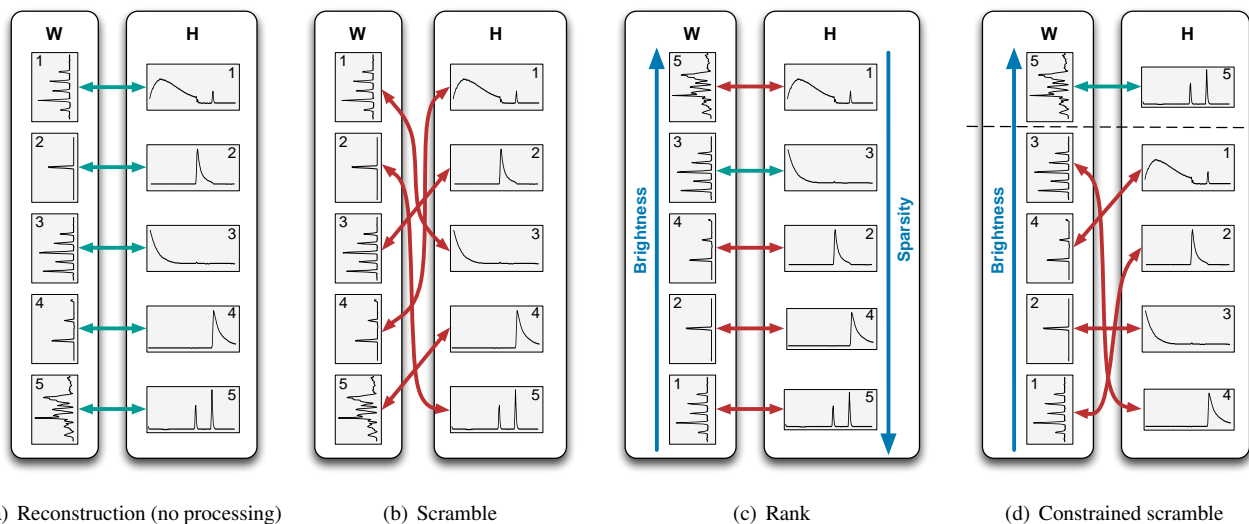 W H
1 1
2 2
3 3
4 4
5 5
W H
1 1
2 2
3 3
4 4
5 5
W H
Brightness
Sparsity
5 1
3 3
4 2
2 4
1 5
W H
Brightness
5 5
3 1
4 2
2 3
1 4
) Reconstruction (no processing)
(b) Scramble
(c) Rank
(d) Constrained scramble